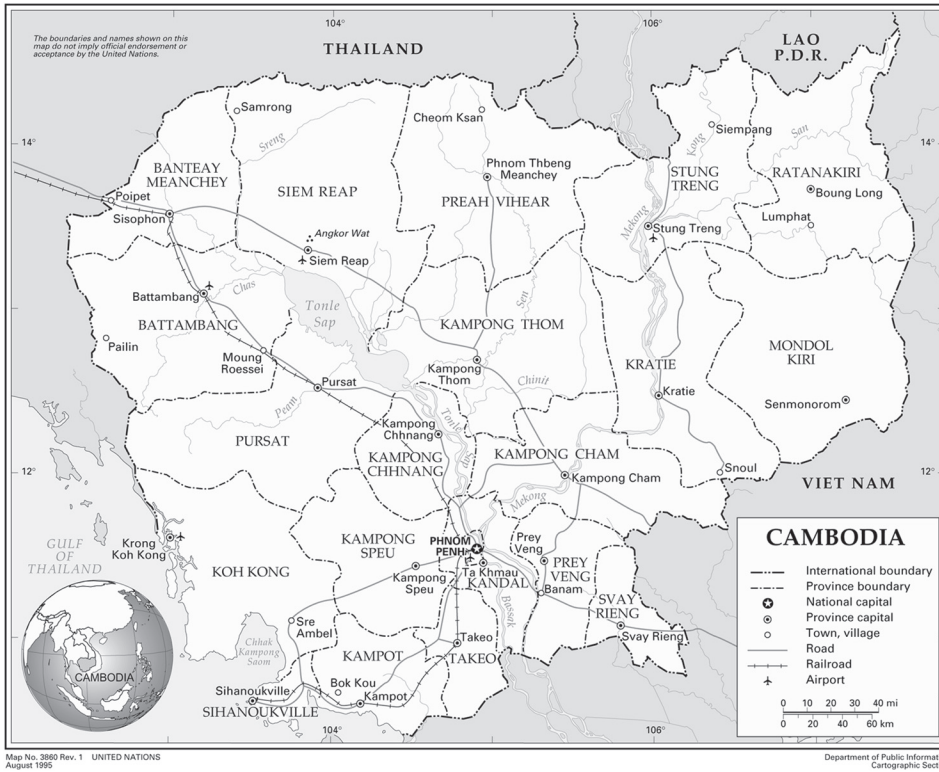 104°
106°
The boundaries and names shown on this
map do not imply official endorsement or
acceptance by the United Nations.
THAILAND
LAO
P.D.R.
Samrong
Cheom Ksan
Siempang
Kong
San
14°
14°
Sreng
BANTEAY
MEANCHEY
SIEM REAP
Phnom Thbeng
Meanchey
PREAH VIHEAR
STUNG
TRENG
RATANAKIRI
Boung Long
Lumphat
Poipet
Sisophon
Angkor Wat
Siem Reap
Mekong
Stung Treng
Battambang
Chas
BATTAMBANG
Tonle
Sap
Sen
KAMPONG THOM
Pailin
Moung
Roessei
Kampong
Thom
Chinit
KRATIE
MONDOL
KIRI
Pursat
Kratie
Senmonorom
Peam
PURSAT
Kampong
Chhnang
Tonle
Sap
KAMPONG
CHHNANG
KAMPONG CHAM
Kampong Cham
Snoul
12°
12°
VIET NAM
Mekong
GULF
OF
THAILAND
Krong
Koh Kong
KOH KONG
KAMPONG
SPEU
PHNOM
PENH
Prey
Veng
Ta Khmau
KANDAL
PREY
VENG
Kampong
Speu
Banam
Bassak
SVAY
RIENG
Svay Rieng
Sre
Ambel
Chhak
Kampong
Saom
KAMPOT
Takeo
TAKEO
Sihanoukville
SIHANOUKVILLE
Bok Kou
Kampot
CAMBODIA
104°
106°
CAMBODIA
International boundary
Province boundary
National capital
Province capital
Town, village
Road
Railroad
Airport
0 10 20 30 40 mi
0 20 40 60 km
Map No. 3860 Rev. 1 UNITED NATIONS
August 1995
Department of Public Informat
Cartographic Sect